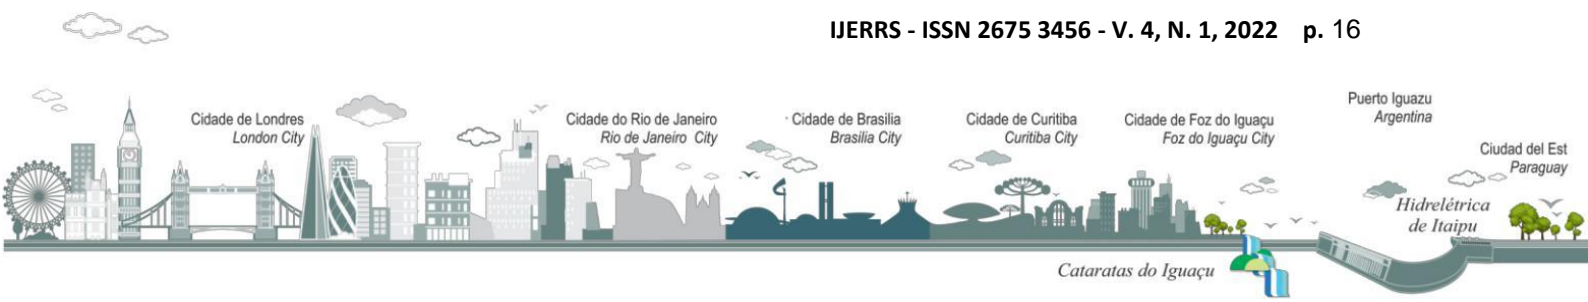 IJERRS - ISSN 2675 3456 - V. 4, N. 1, 2022 p. 16
Cidade de Londres
London City
Cidade do Rio de Janeiro
Rio de Janeiro City
Cidade de Brasilia
Brasilia City
Cidade de Curitiba
Curitiba City
Cidade de Foz do Iguaçu
Foz do Iguaçu City
Puerto Iguazu
Argentina
Ciudad del Est
Paraguay
Hidrelétrica
de Itaipu
Cataratas do Iguaçu